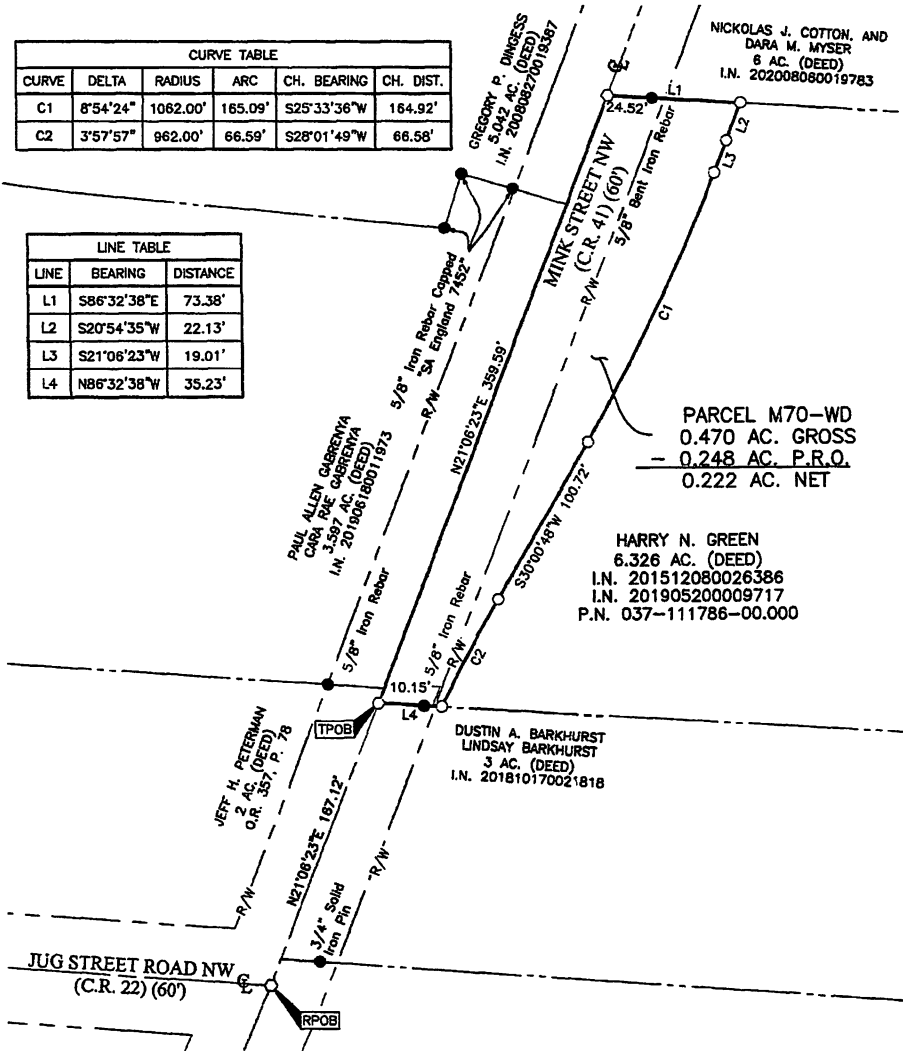 CURVE TABLE
CURVE DELTA RADIUS ARC CH. BEARING CH. DIST.
C1 8°54'24" 1062.00' 165.09' S25°33'36"W 164.92'
C2 3°57'57" 962.00' 66.59' S28°01'49"W 66.58'
LINE TABLE
LINE BEARING DISTANCE
L1 S86°32'38"E 73.38'
L2 S20°54'35"W 22.13'
L3 S21°06'23"W 19.01'
L4 N86°32'38"W 35.23'
GREGORY P. DINGESS
5.042 AC. (DEED)
I.N. 200808270019387
NICKOLAS J. COTTON, AND
DARA M. MYSER
6 AC. (DEED)
I.N. 202008060019783
CL
L1
24.52'
L2
L3
5/8" Bent Iron Rebar
MINK STREET NW
(C.R. 41) (60')
R/W
C1
5/8" Iron Rebar Capped
"SA England 7452"
R/W
N21°06'23"E 359.59'
PAUL ALLEN GABRENYA
CARA RAE GABRENYA
3.597 AC. (DEED)
I.N. 201906180011973
PARCEL M70-WD
0.470 AC. GROSS
- 0.248 AC. P.R.O.
0.222 AC. NET
S30°00'48"W 100.72'
HARRY N. GREEN
6.326 AC. (DEED)
I.N. 201512080026386
I.N. 201905200009717
P.N. 037-111786-00.000
5/8" Iron Rebar
5/8" Iron Rebar
R/W
C2
10.15'
L4
TPOB
DUSTIN A. BARKHURST
LINDSAY BARKHURST
3 AC. (DEED)
I.N. 201810170021818
JEFF H. PETERMAN
2 AC. (DEED)
O.R. 357, P. 78
N21°06'23"E 167.12'
R/W
R/W
3/4" Solid
Iron Pin
JUG STREET ROAD NW
(C.R. 22) (60')
CL
RPOB